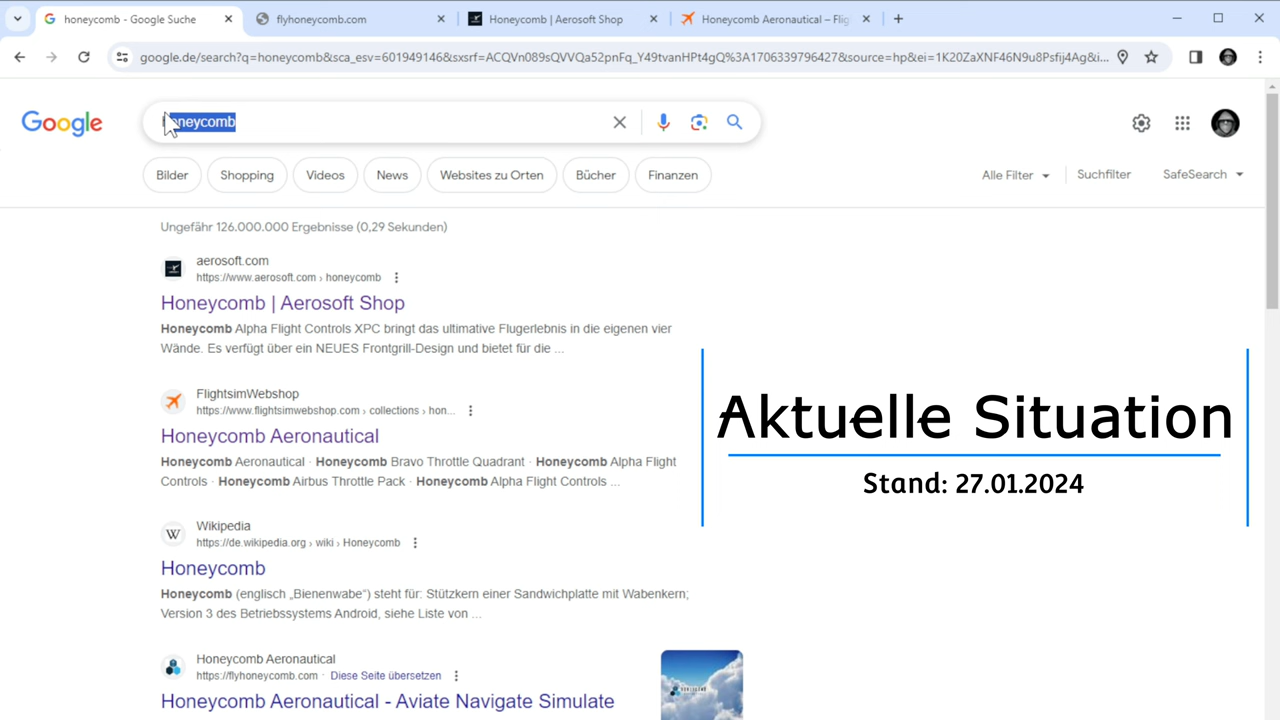 honeycomb - Google Suche
flyhoneycomb.com
Honeycomb | Aerosoft Shop
Honeycomb Aeronautical – Flig
google.de/search?q=honeycomb&sca_esv=601949146&sxsrf=ACQVn089sQVVQa52pnFq_Y49tvanHPt4gQ%3A1706339796427&source=hp&ei=1K20ZaXNF46N9u8Psfij4Ag&i...
Google
honeycomb
Bilder
Shopping
Videos
News
Websites zu Orten
Bücher
Finanzen
Alle Filter
Suchfilter
SafeSearch
Ungefähr 126.000.000 Ergebnisse (0,29 Sekunden)
aerosoft.com
https://www.aerosoft.com › honeycomb
Honeycomb | Aerosoft Shop
Honeycomb Alpha Flight Controls XPC bringt das ultimative Flugerlebnis in die eigenen vier
Wände. Es verfügt über ein NEUES Frontgrill-Design und bietet für die ...
FlightsimWebshop
https://www.flightsimwebshop.com › collections › hon...
Honeycomb Aeronautical
Honeycomb Aeronautical · Honeycomb Bravo Throttle Quadrant · Honeycomb Alpha Flight
Controls · Honeycomb Airbus Throttle Pack · Honeycomb Alpha Flight Controls ...
Aktuelle Situation
Stand: 27.01.2024
W
Wikipedia
https://de.wikipedia.org › wiki › Honeycomb
Honeycomb
Honeycomb (englisch „Bienenwabe“) steht für: Stützkern einer Sandwichplatte mit Wabenkern;
Version 3 des Betriebssystems Android, siehe Liste von ...
Honeycomb Aeronautical
https://flyhoneycomb.com · Diese Seite übersetzen
Honeycomb Aeronautical - Aviate Navigate Simulate